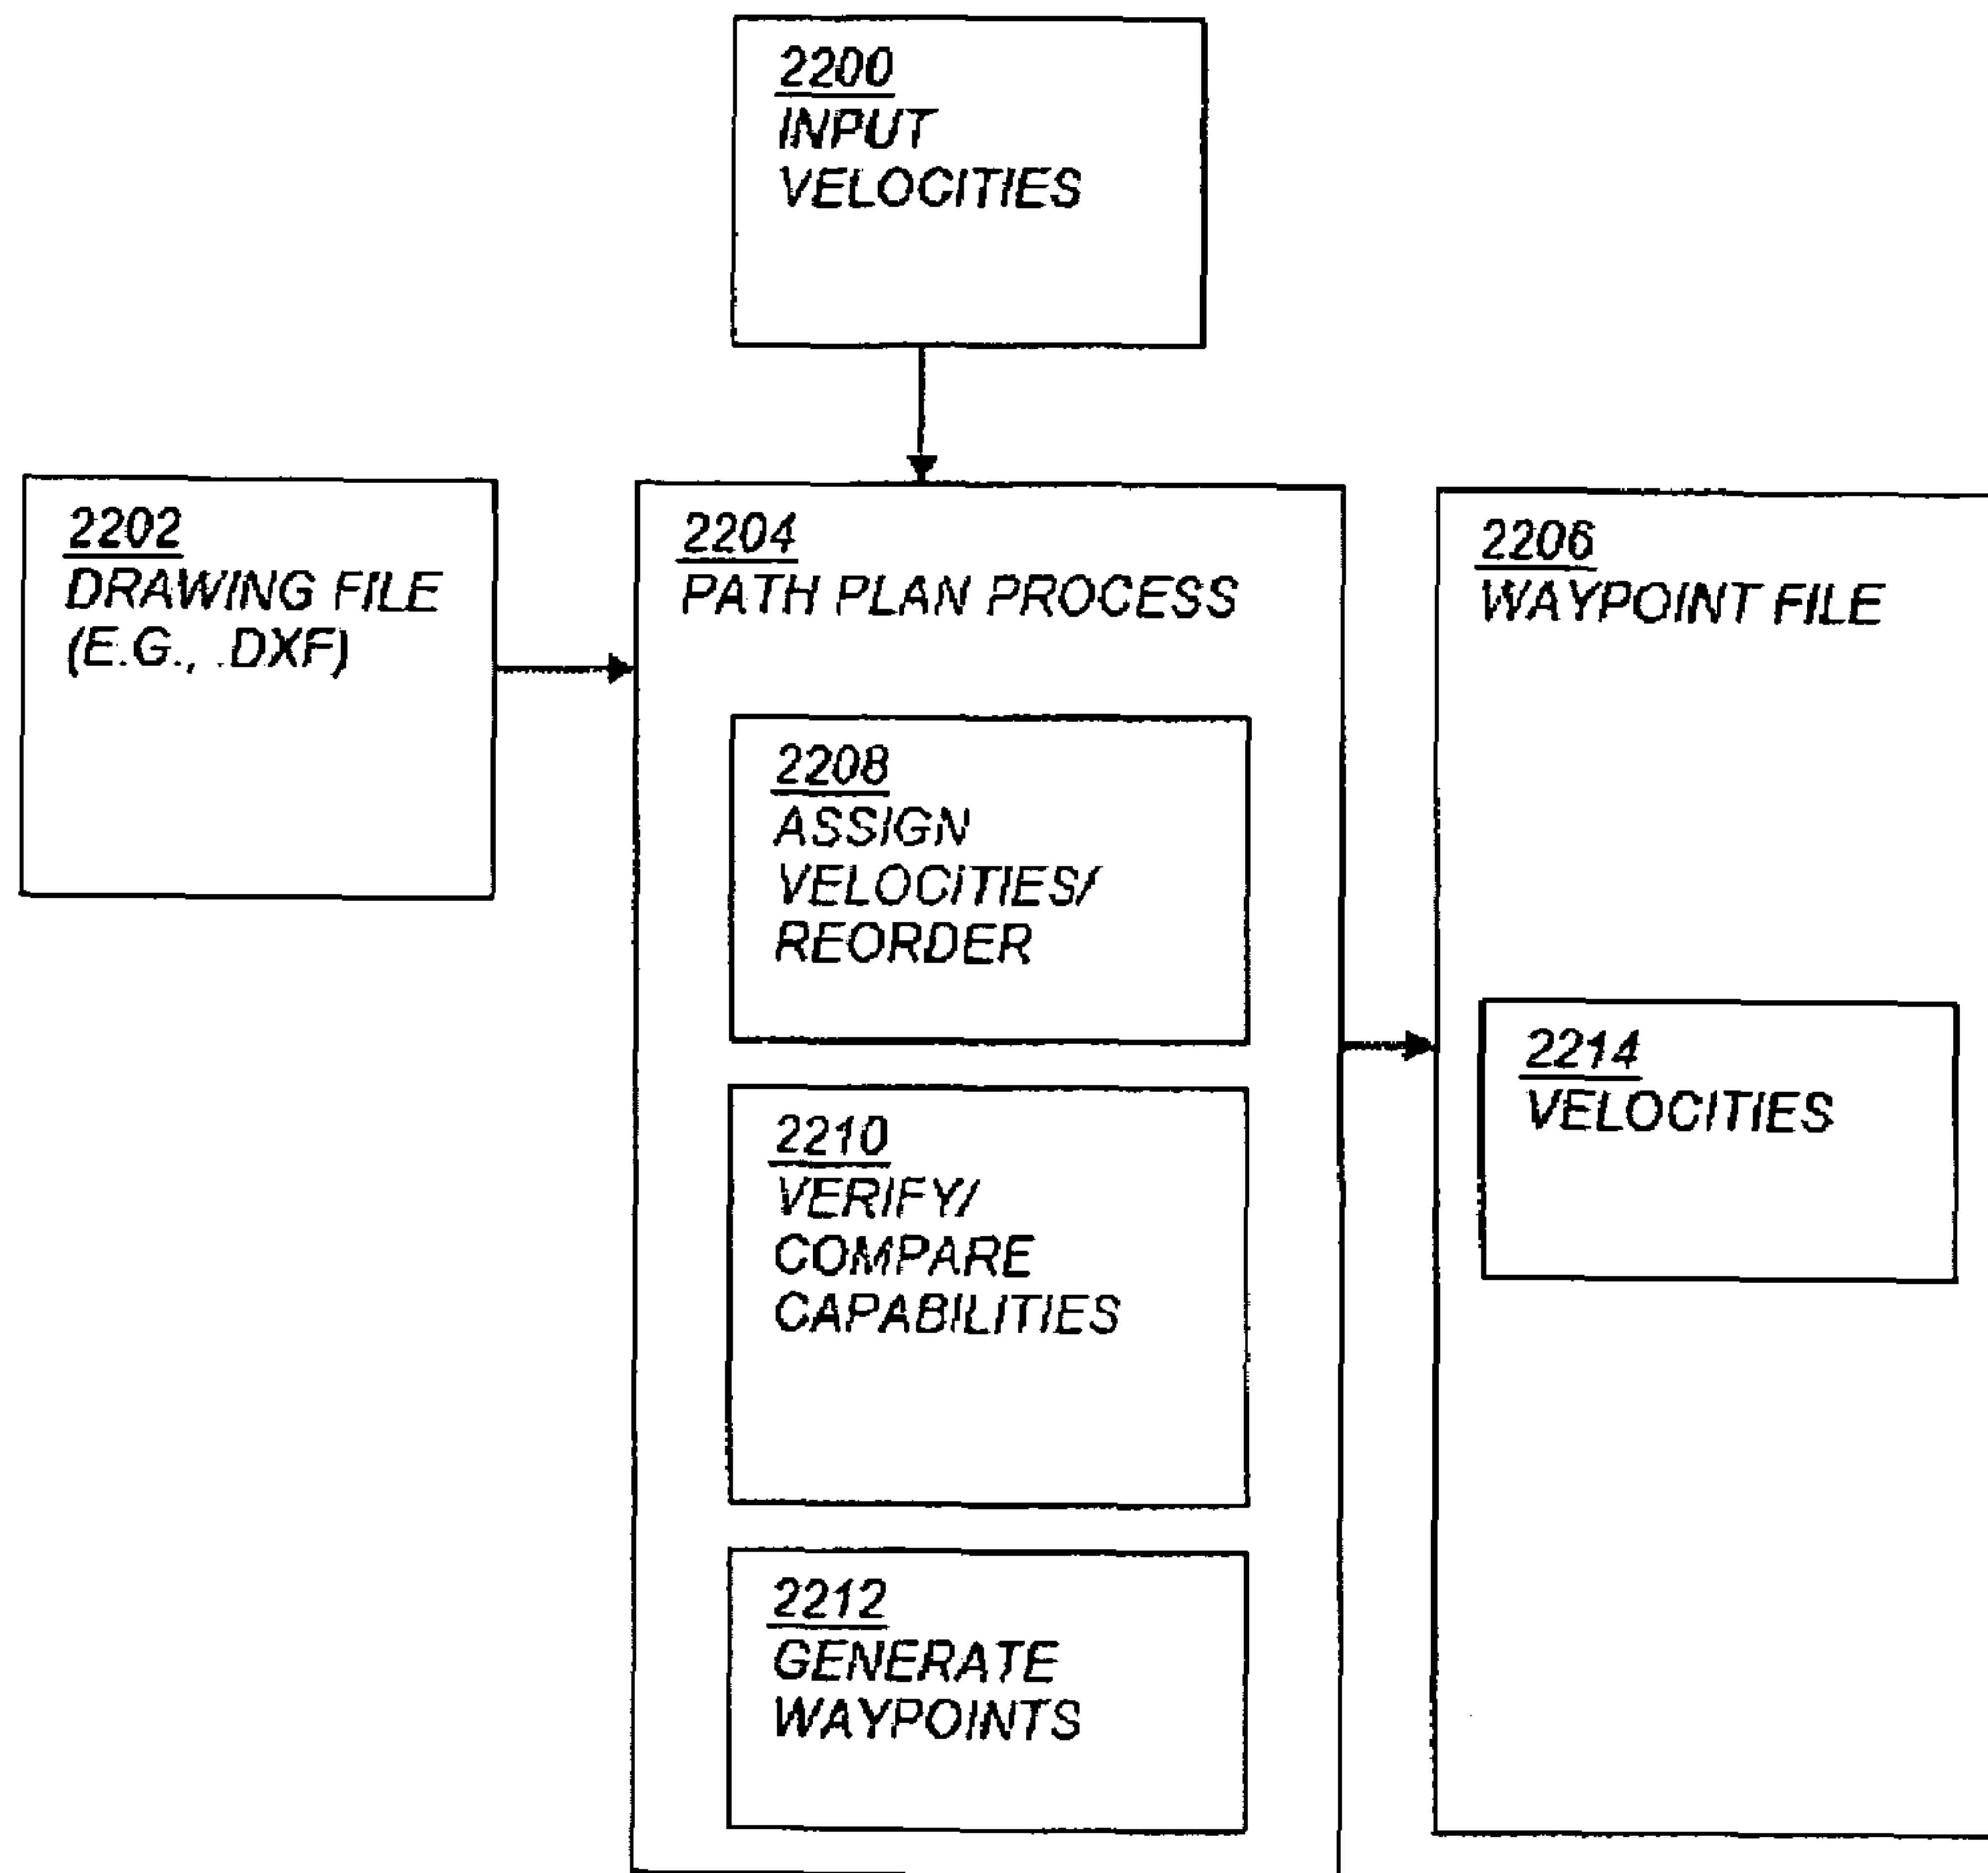 2200
INPUT
VELOCITIES
2202
DRAWING FILE
(E.G., .DXF)
2204
PATH PLAN PROCESS
2208
ASSIGN
VELOCITIES/
REORDER
2210
VERIFY/
COMPARE
CAPABILITIES
2212
GENERATE
WAYPOINTS
2206
WAYPOINT FILE
2214
VELOCITIES